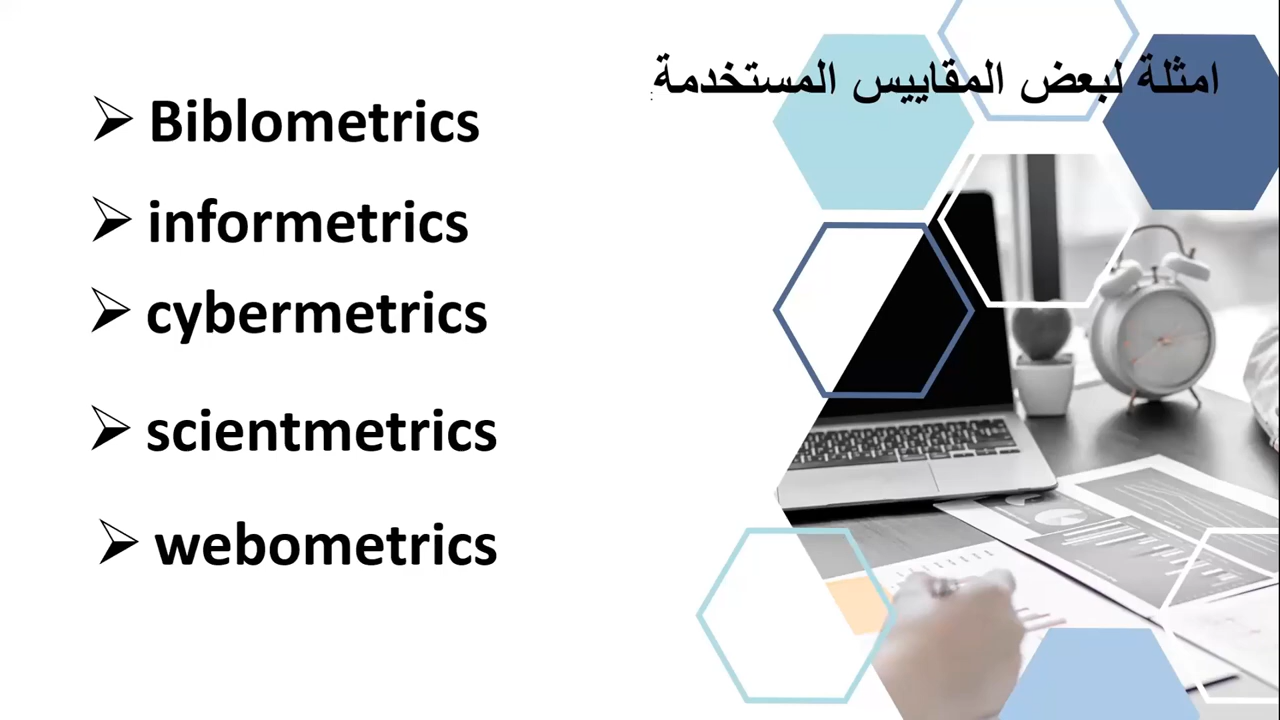 امثلة لبعض المقاييس المستخدمة:
Biblometrics
informetrics
cybermetrics
scientmetrics
webometrics